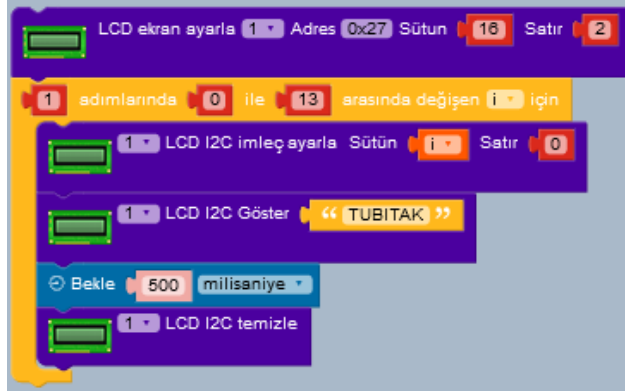 LCD ekran ayarla 1 Adres 0x27 Sütun 16 Satır 2
1 adımlarında 0 ile 13 arasında değişen i için
1 LCD I2C imleç ayarla Sütün i Satır 0
1 LCD I2C Göster “ TUBITAK ”
Bekle 500 milisaniye
1 LCD I2C temizle